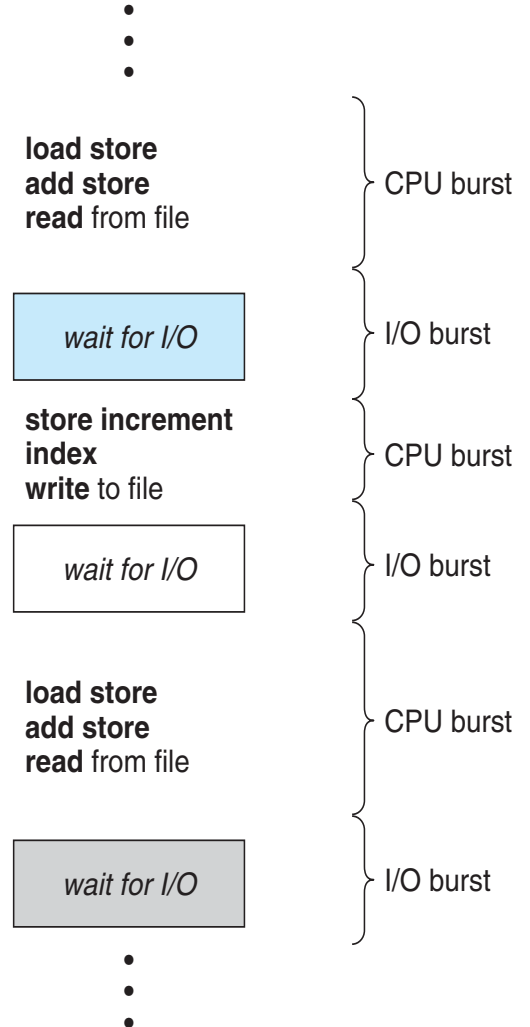 load store
add store
read from file
CPU burst
wait for I/O
I/O burst
store increment
index
write to file
CPU burst
wait for I/O
I/O burst
load store
add store
read from file
CPU burst
wait for I/O
I/O burst